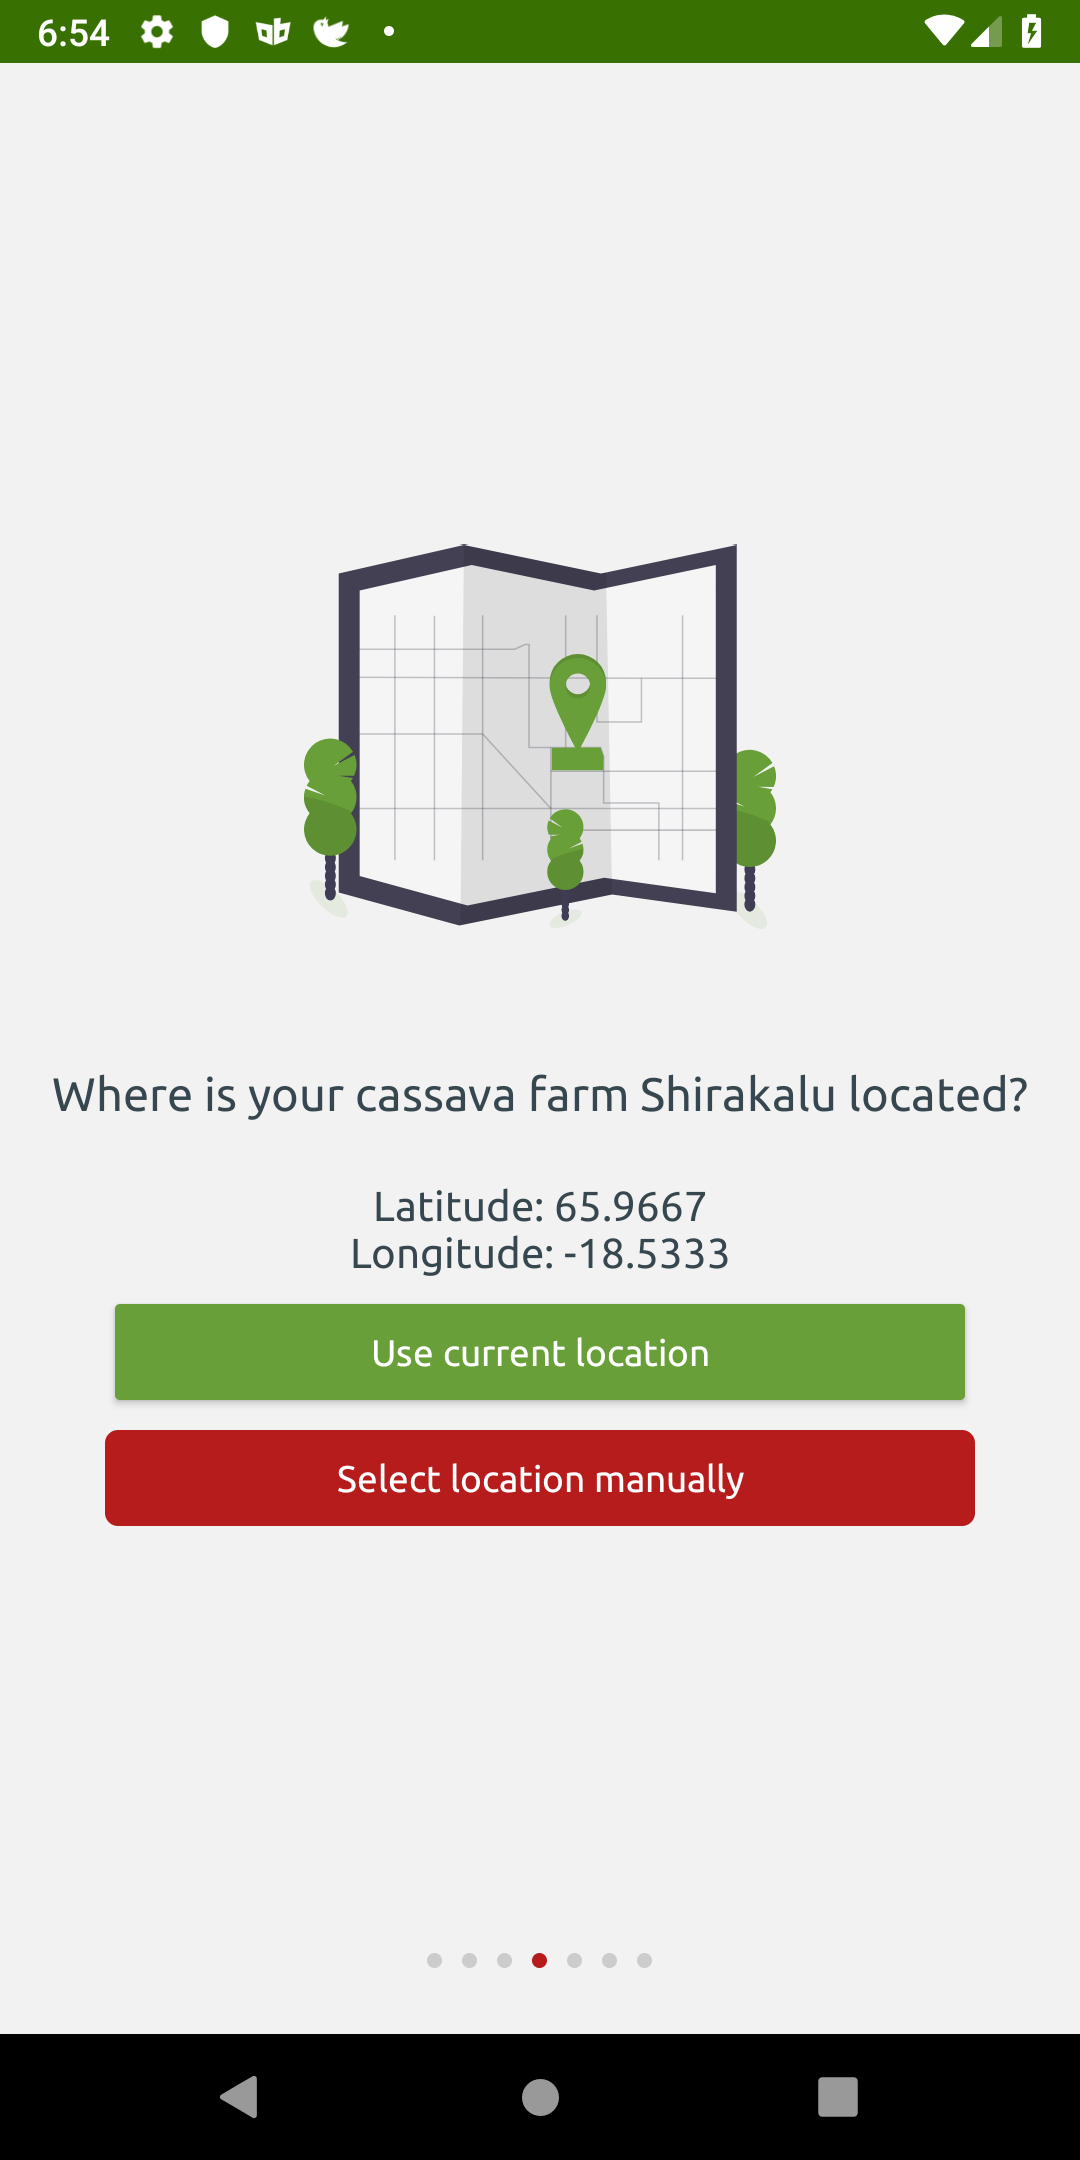 6:54
Where is your cassava farm Shirakalu located?
Latitude: 65.9667
Longitude: -18.5333
Use current location
Select location manually